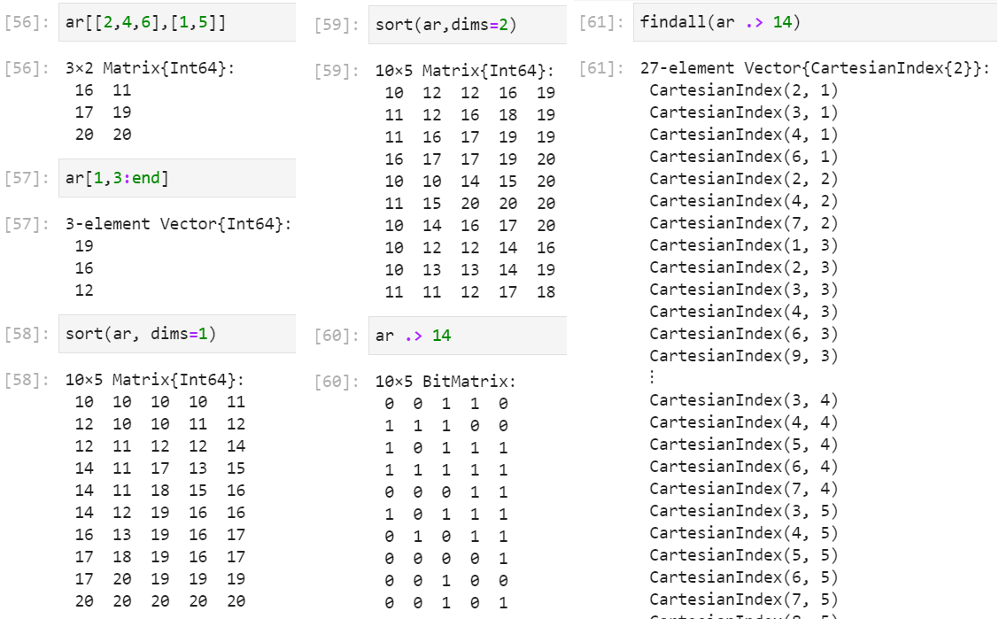 [56]: ar[[2,4,6],[1,5]]
[56]: 3×2 Matrix{Int64}:
16 11
17 19
20 20
[57]: ar[1,3:end]
[57]: 3-element Vector{Int64}:
19
16
12
[58]: sort(ar, dims=1)
[58]: 10×5 Matrix{Int64}:
10 10 10 10 11
12 10 10 11 12
12 11 12 12 14
14 11 17 13 15
14 11 18 15 16
14 12 19 16 16
16 13 19 16 17
17 18 19 16 17
17 20 19 19 19
20 20 20 20 20
[59]: sort(ar,dims=2)
[59]: 10×5 Matrix{Int64}:
10 12 12 16 19
11 12 16 18 19
11 16 17 19 19
16 17 17 19 20
10 10 14 15 20
11 15 20 20 20
10 14 16 17 20
10 12 12 14 16
10 13 13 14 19
11 11 12 17 18
[60]: ar .> 14
[60]: 10×5 BitMatrix:
0 0 1 1 0
1 1 1 0 0
1 0 1 1 1
1 1 1 1 1
0 0 0 1 1
1 0 1 1 1
0 1 0 1 1
0 0 0 0 1
0 0 1 0 0
0 0 1 0 1
[61]: findall(ar .> 14)
[61]: 27-element Vector{CartesianIndex{2}}:
CartesianIndex(2, 1)
CartesianIndex(3, 1)
CartesianIndex(4, 1)
CartesianIndex(6, 1)
CartesianIndex(2, 2)
CartesianIndex(4, 2)
CartesianIndex(7, 2)
CartesianIndex(1, 3)
CartesianIndex(2, 3)
CartesianIndex(3, 3)
CartesianIndex(4, 3)
CartesianIndex(6, 3)
CartesianIndex(9, 3)
⋮
CartesianIndex(3, 4)
CartesianIndex(4, 4)
CartesianIndex(5, 4)
CartesianIndex(6, 4)
CartesianIndex(7, 4)
CartesianIndex(3, 5)
CartesianIndex(4, 5)
CartesianIndex(5, 5)
CartesianIndex(6, 5)
CartesianIndex(7, 5)